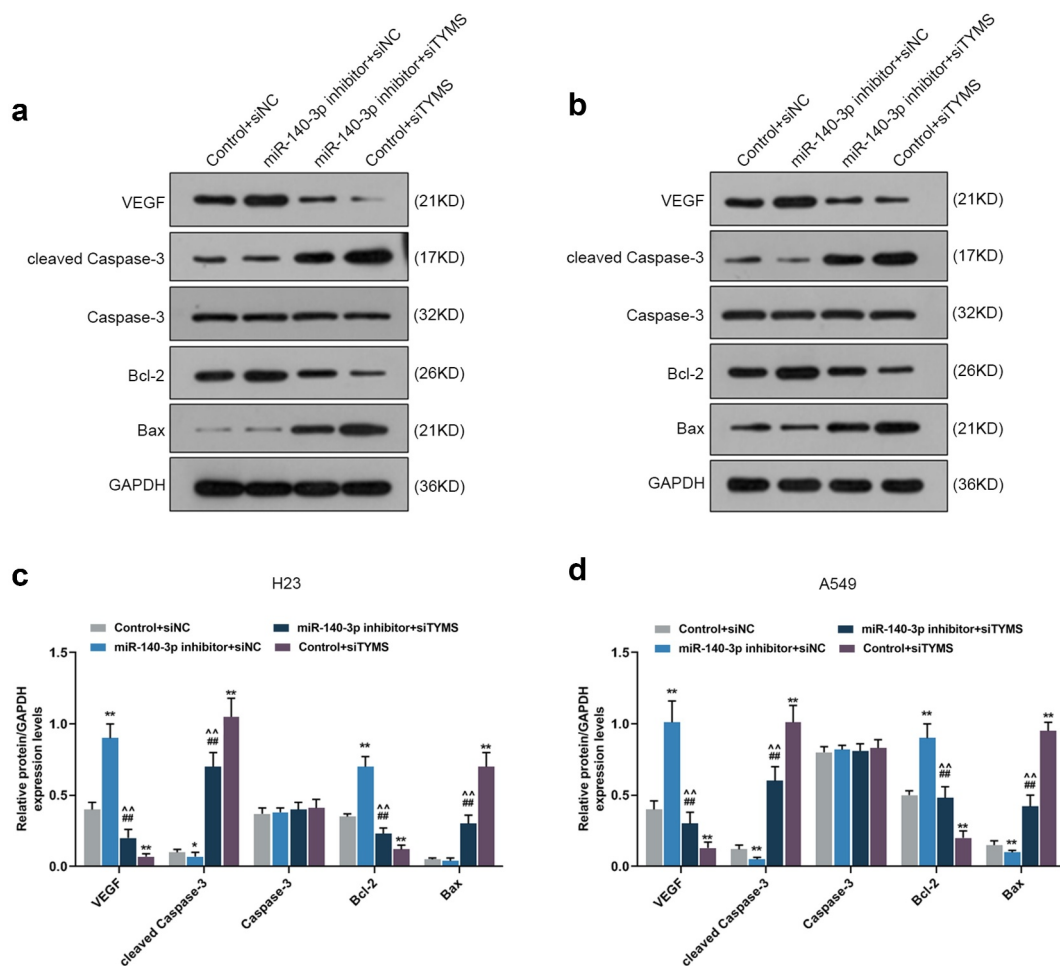 a
Control+siNC
miR-140-3p inhibitor+siNC
miR-140-3p inhibitor+siTYMS
Control+siTYMS
VEGF (21KD)
cleaved Caspase-3 (17KD)
Caspase-3 (32KD)
Bcl-2 (26KD)
Bax (21KD)
GAPDH (36KD)
b
Control+siNC
miR-140-3p inhibitor+siNC
miR-140-3p inhibitor+siTYMS
Control+siTYMS
VEGF (21KD)
cleaved Caspase-3 (17KD)
Caspase-3 (32KD)
Bcl-2 (26KD)
Bax (21KD)
GAPDH (36KD)
c
H23
Control+siNC miR-140-3p inhibitor+siTYMS
miR-140-3p inhibitor+siNC Control+siTYMS
Relative protein/GAPDH
expression levels
1.5
1.0
0.5
0.0
** ^^ ## **
* ^^ ## **
** ^^ ## **
^^ ## **
VEGF
cleaved Caspase-3
Caspase-3
Bcl-2
Bax
d
A549
Control+siNC miR-140-3p inhibitor+siTYMS
miR-140-3p inhibitor+siNC Control+siTYMS
Relative protein/GAPDH
expression levels
1.5
1.0
0.5
0.0
** ^^ ## **
** ^^ ## **
** ^^ ## **
** ^^ ## **
VEGF
cleaved Caspase-3
Caspase-3
Bcl-2
Bax